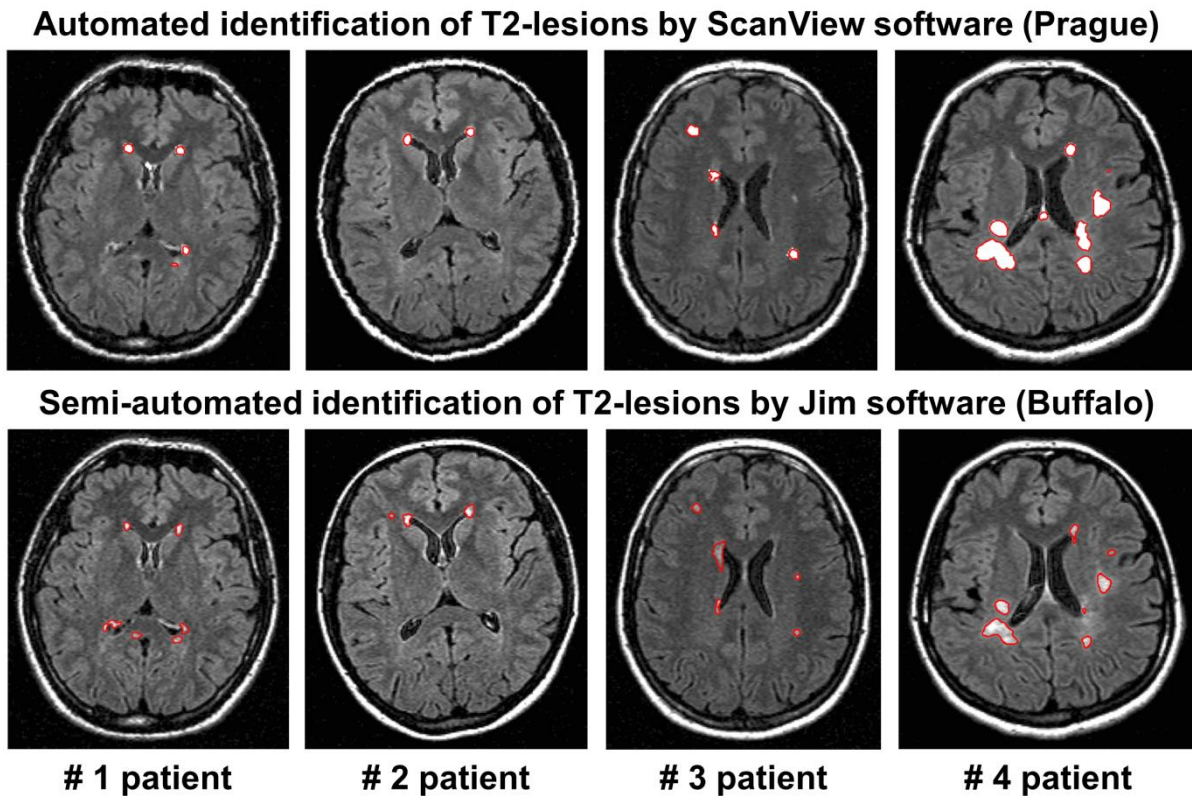 Automated identification of T2-lesions by ScanView software (Prague)
Semi-automated identification of T2-lesions by Jim software (Buffalo)
# 1 patient # 2 patient # 3 patient # 4 patient